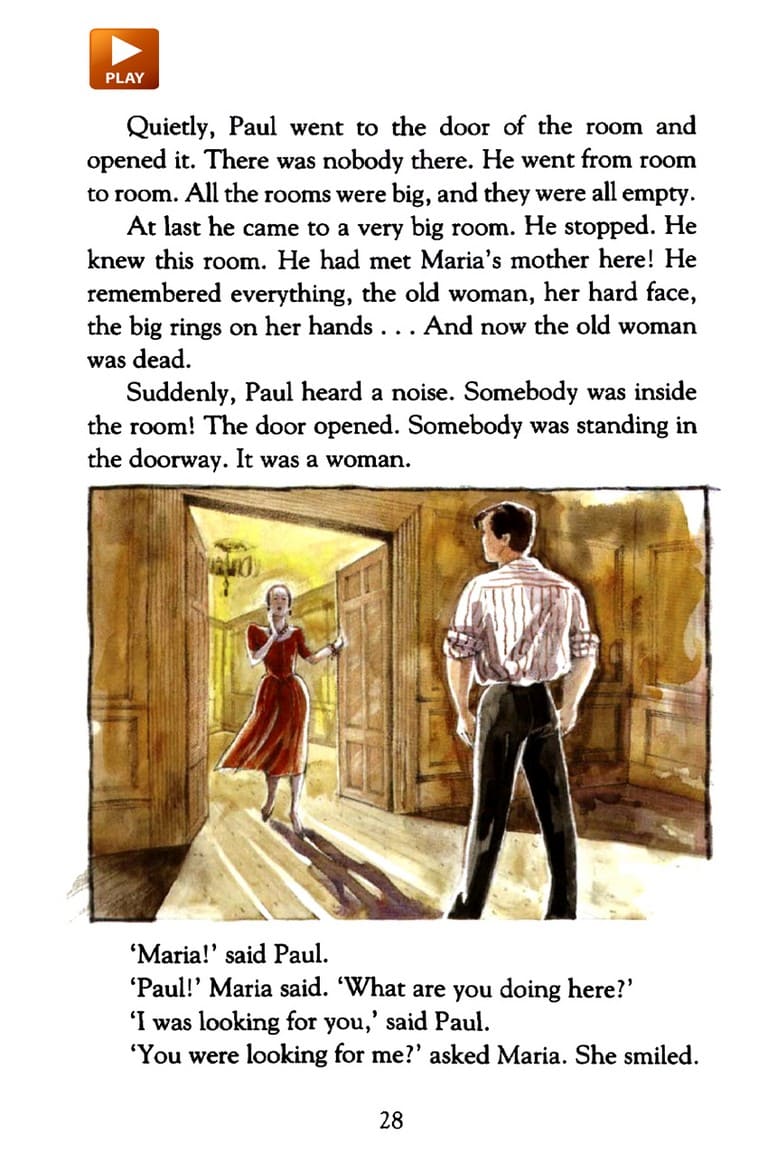 PLAY
Quietly, Paul went to the door of the room and
opened it. There was nobody there. He went from room
to room. All the rooms were big, and they were all empty.
At last he came to a very big room. He stopped. He
knew this room. He had met Maria’s mother here! He
remembered everything, the old woman, her hard face,
the big rings on her hands . . . And now the old woman
was dead.
Suddenly, Paul heard a noise. Somebody was inside
the room! The door opened. Somebody was standing in
the doorway. It was a woman.
‘Maria!’ said Paul.
‘Paul!’ Maria said. ‘What are you doing here?’
‘I was looking for you,’ said Paul.
‘You were looking for me?’ asked Maria. She smiled.
28